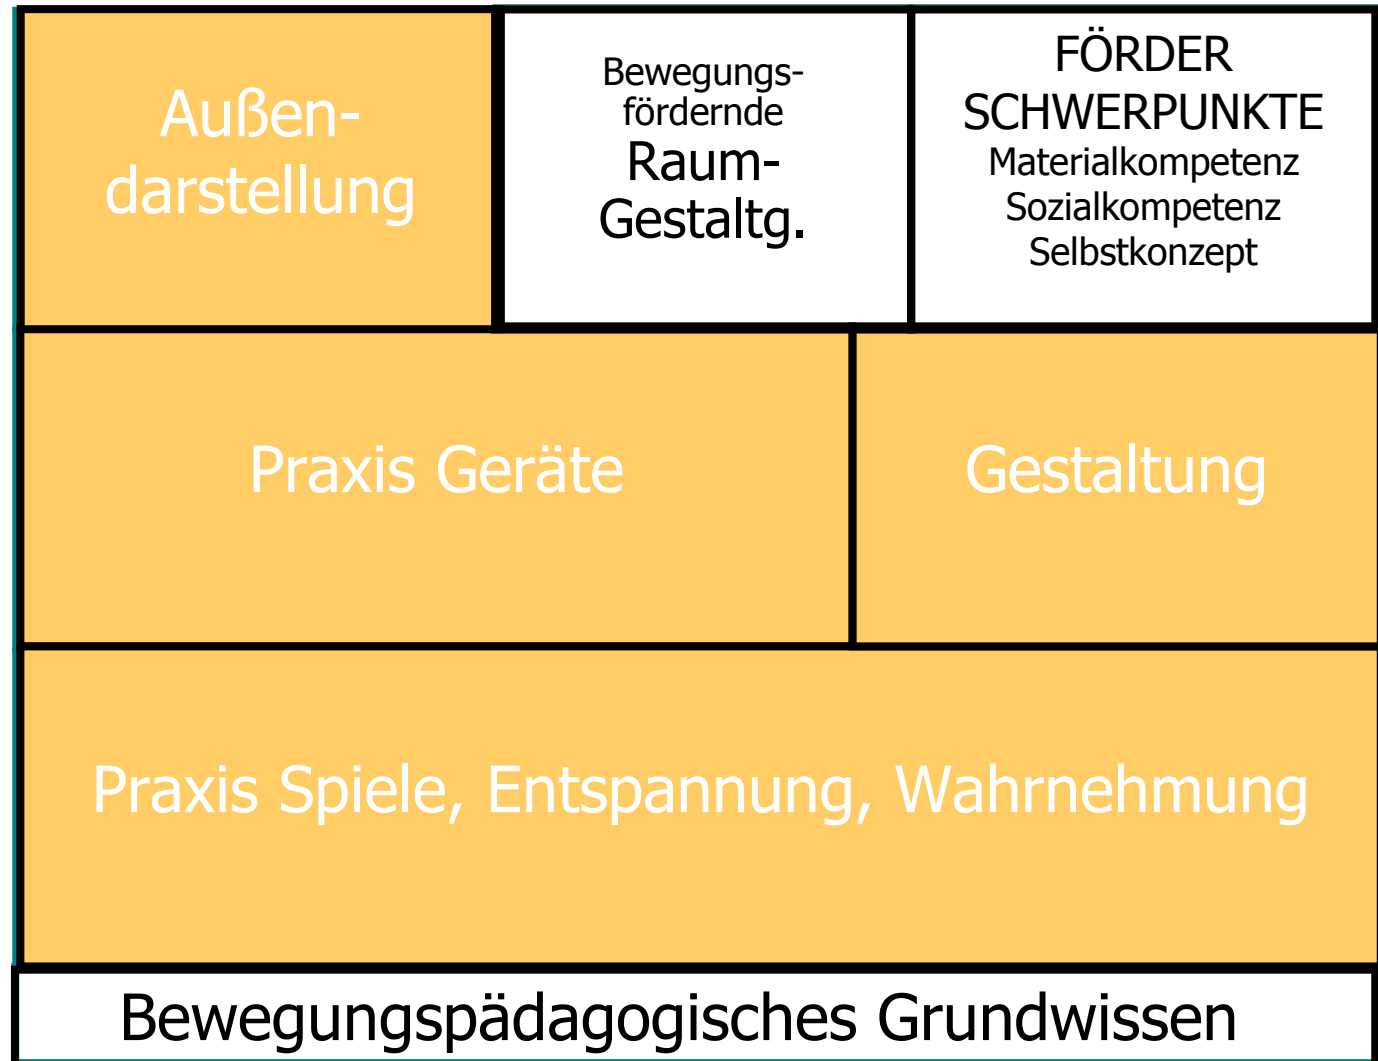 Außen-
darstellung
Bewegungs-
fördernde
Raum-
Gestaltg.
FÖRDER
SCHWERPUNKTE
Materialkompetenz
Sozialkompetenz
Selbstkonzept
Praxis Geräte
Gestaltung
Praxis Spiele, Entspannung, Wahrnehmung
Bewegungspädagogisches Grundwissen